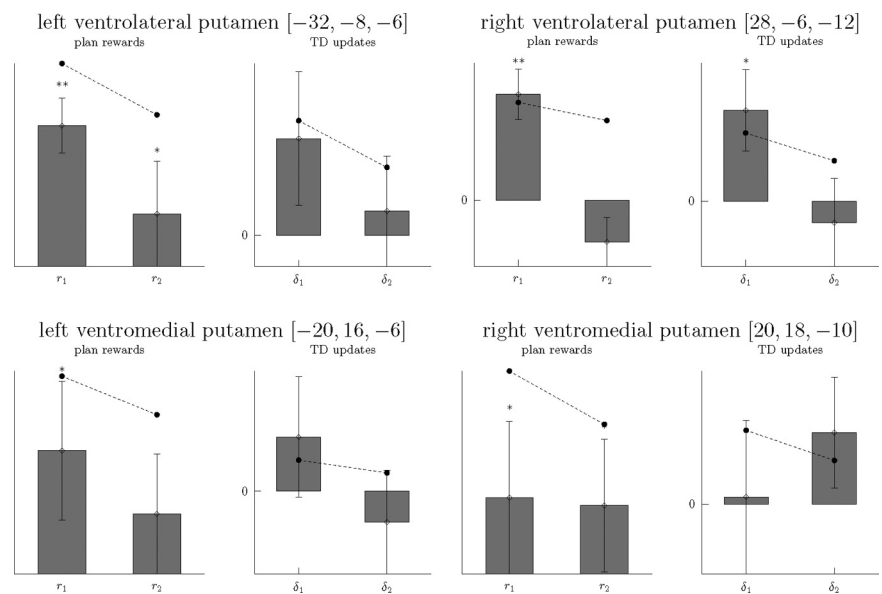 left ventrolateral putamen [−32, −8, −6]
plan rewards
TD updates
**
*
0
r₁
r₂
δ₁
δ₂
right ventrolateral putamen [28, −6, −12]
plan rewards
TD updates
**
*
0
0
r₁
r₂
δ₁
δ₂
left ventromedial putamen [−20, 16, −6]
plan rewards
TD updates
*
0
r₁
r₂
δ₁
δ₂
right ventromedial putamen [20, 18, −10]
plan rewards
TD updates
*
0
r₁
r₂
δ₁
δ₂